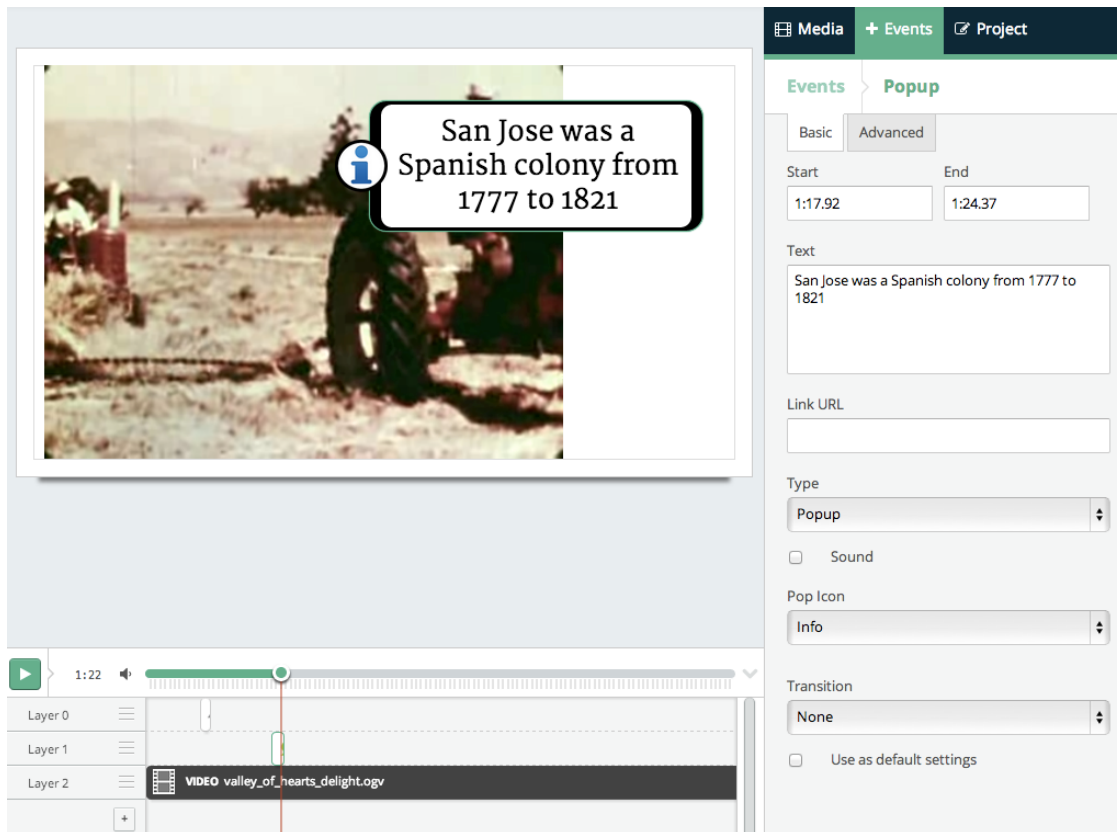 Media
+ Events
Project
Events
Popup
Basic
Advanced
Start
End
1:17.92
1:24.37
Text
San Jose was a Spanish colony from 1777 to
1821
Link URL
Type
Popup
Sound
Pop Icon
Info
Transition
None
Use as default settings
San Jose was a
Spanish colony from
1777 to 1821
1:22
Layer 0
Layer 1
Layer 2
VIDEO valley_of_hearts_delight.ogv
+